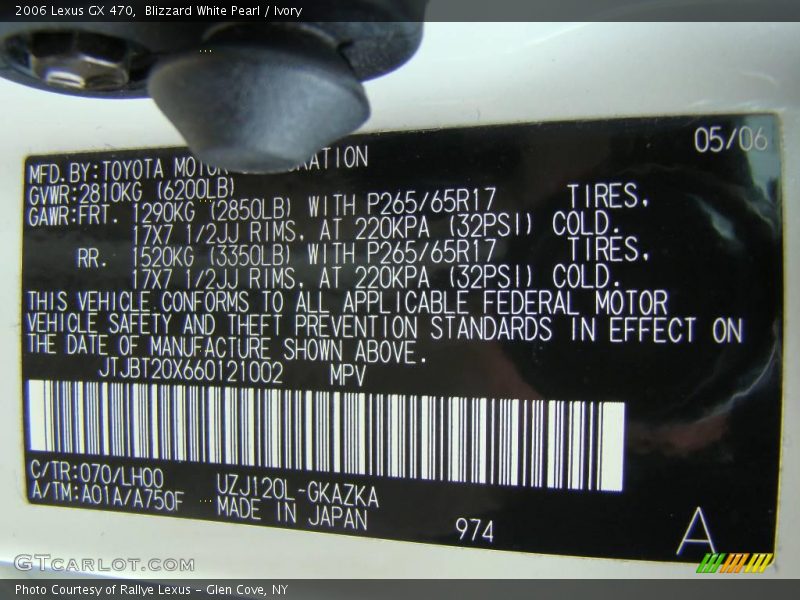 2006 Lexus GX 470, Blizzard White Pearl / Ivory
05/06
MFD.BY:TOYOTA MOTOR
GVWR:2810KG (6200LB)
GAWR:FRT. 1290KG (2850LB) WITH P265/65R17 TIRES,
17X7 1/2JJ RIMS, AT 220KPA (32PSI) COLD.
RR. 1520KG (3350LB) WITH P265/65R17 TIRES,
17X7 1/2JJ RIMS, AT 220KPA (32PSI) COLD.
THIS VEHICLE CONFORMS TO ALL APPLICABLE FEDERAL MOTOR
VEHICLE SAFETY AND THEFT PREVENTION STANDARDS IN EFFECT ON
THE DATE OF MANUFACTURE SHOWN ABOVE.
JTJBT20X660121002 MPV
C/TR:070/LH00 UZJ120L-GKAZKA
A/TM:A01A/A750F MADE IN JAPAN
974
A
GTCARLOT.COM
Photo Courtesy of Rallye Lexus - Glen Cove, NY